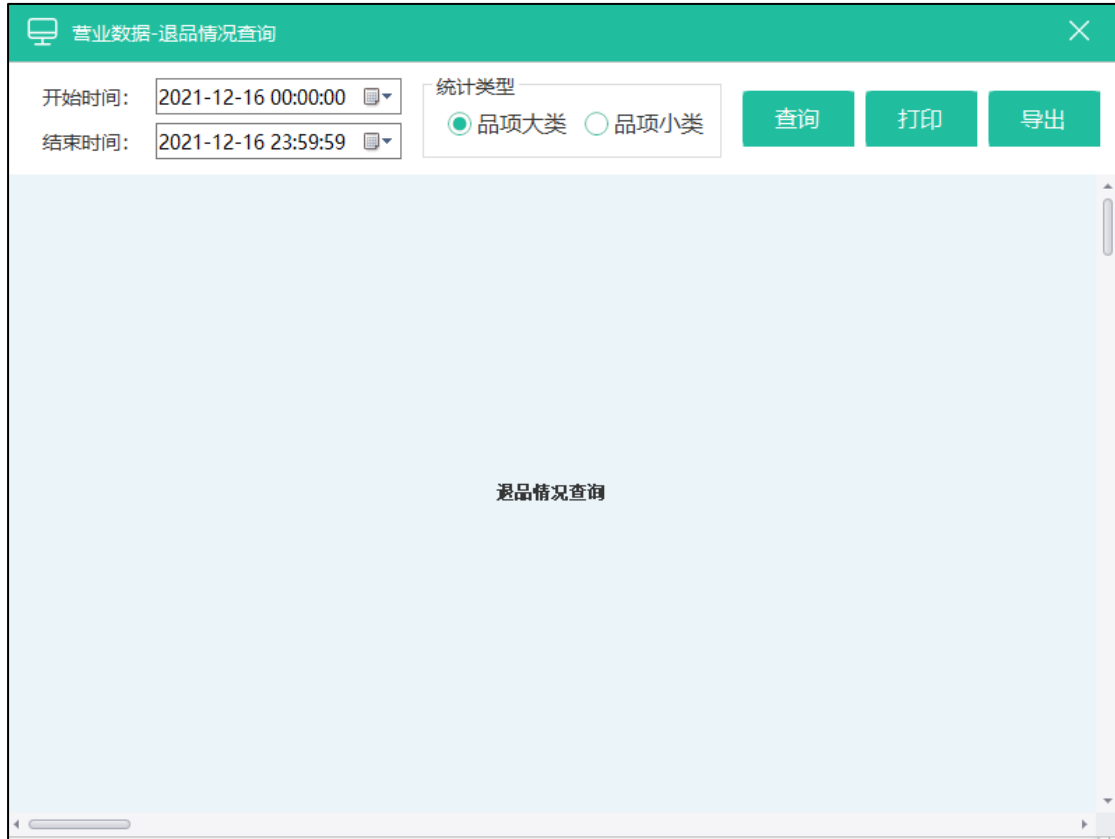 营业数据-退品情况查询
开始时间： 2021-12-16 00:00:00
结束时间： 2021-12-16 23:59:59
统计类型
品项大类 品项小类
查询 打印 导出
退品情况查询